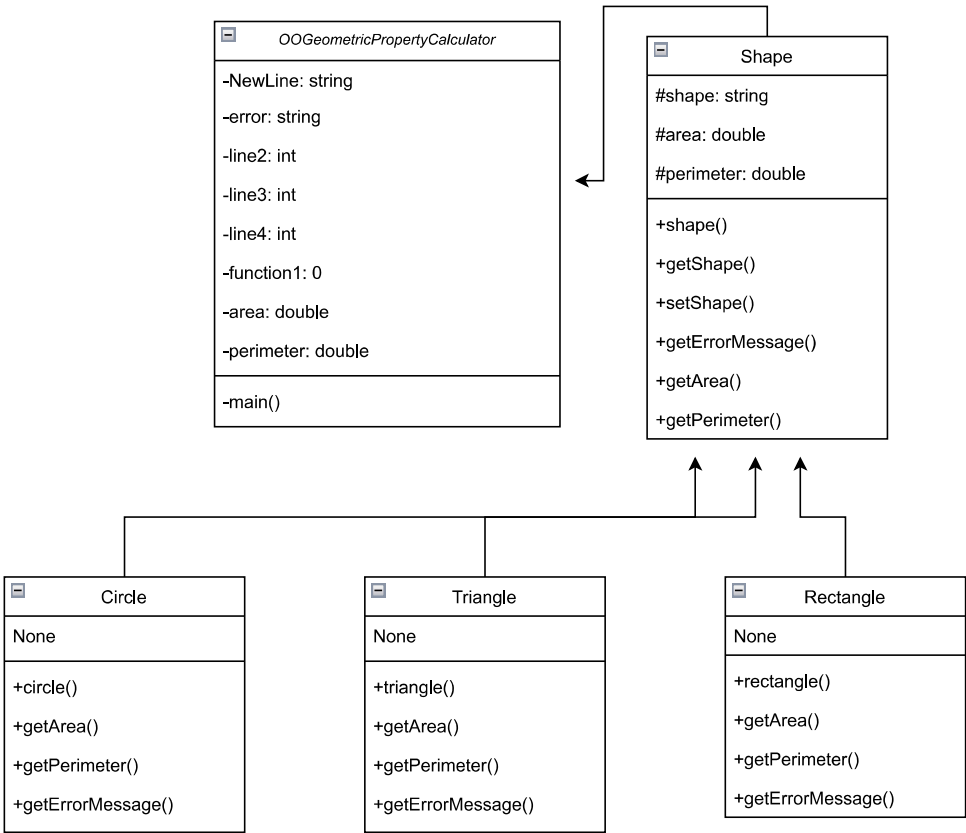 OOGeometricPropertyCalculator
-NewLine: string
-error: string
-line2: int
-line3: int
-line4: int
-function1: 0
-area: double
-perimeter: double
-main()
Shape
#shape: string
#area: double
#perimeter: double
+shape()
+getShape()
+setShape()
+getErrorMessage()
+getArea()
+getPerimeter()
Circle
None
+circle()
+getArea()
+getPerimeter()
+getErrorMessage()
Triangle
None
+triangle()
+getArea()
+getPerimeter()
+getErrorMessage()
Rectangle
None
+rectangle()
+getArea()
+getPerimeter()
+getErrorMessage()